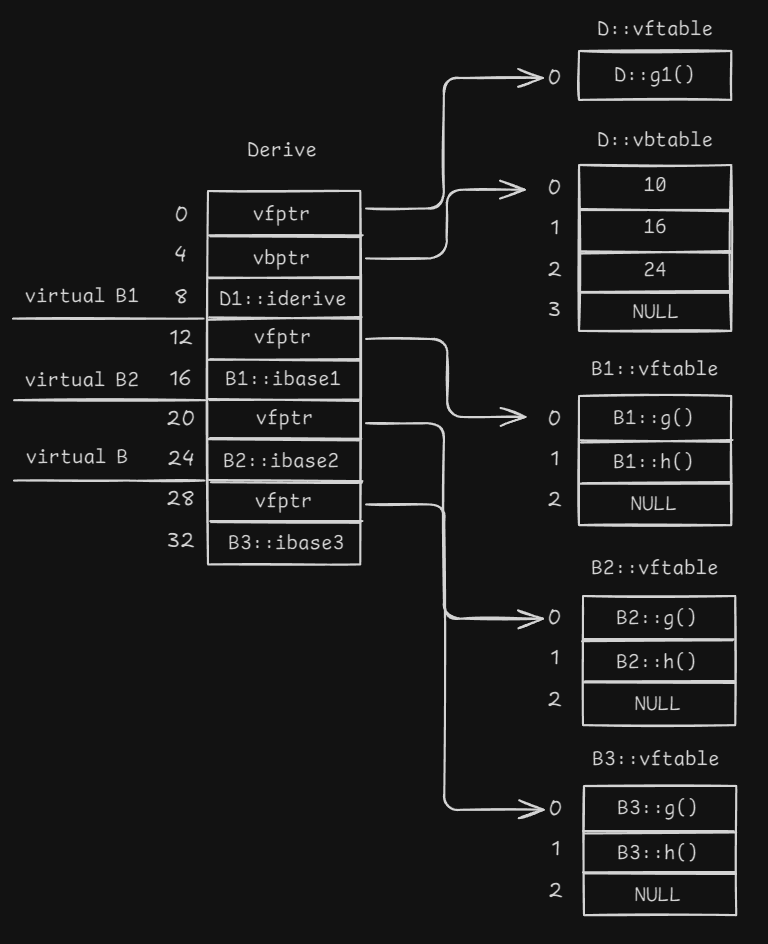 D::vftable
0 D::g1()
D::vbtable
0 10
1 16
2 24
3 NULL
Derive
0 vfptr
4 vbptr
virtual B1 8 D1::iderive
12 vfptr
virtual B2 16 B1::ibase1
20 vfptr
virtual B 24 B2::ibase2
28 vfptr
32 B3::ibase3
B1::vftable
0 B1::g()
1 B1::h()
2 NULL
B2::vftable
0 B2::g()
1 B2::h()
2 NULL
B3::vftable
0 B3::g()
1 B3::h()
2 NULL